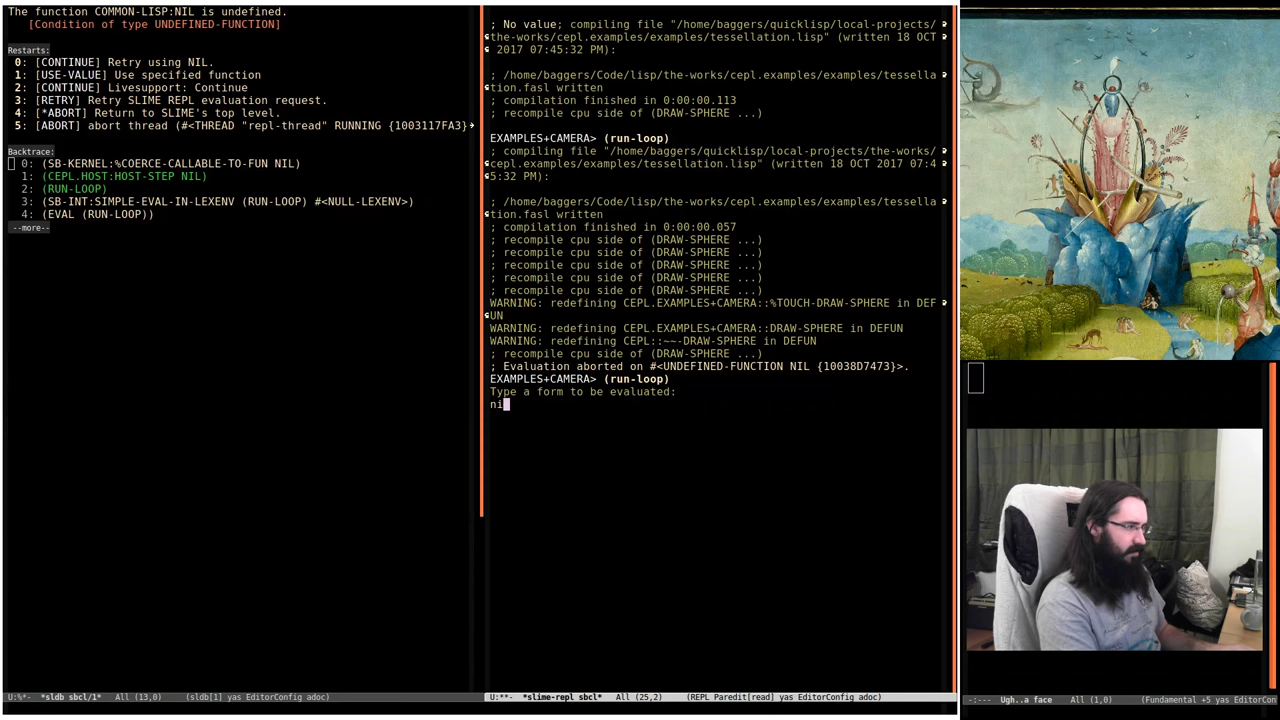 The function COMMON-LISP:NIL is undefined.
[Condition of type UNDEFINED-FUNCTION]
Restarts:
0: [CONTINUE] Retry using NIL.
1: [USE-VALUE] Use specified function
2: [CONTINUE] Livesupport: Continue
3: [RETRY] Retry SLIME REPL evaluation request.
4: [*ABORT] Return to SLIME's top level.
5: [ABORT] abort thread (#<THREAD "repl-thread" RUNNING {1003117FA3}
Backtrace:
0: (SB-KERNEL:%COERCE-CALLABLE-TO-FUN NIL)
1: (CEPL.HOST:HOST-STEP NIL)
2: (RUN-LOOP)
3: (SB-INT:SIMPLE-EVAL-IN-LEXENV (RUN-LOOP) #<NULL-LEXENV>)
4: (EVAL (RUN-LOOP))
--more--
U:%*- *sldb sbcl/1* All (13,0) (sldb[1] yas EditorConfig adoc)
; No value; compiling file "/home/baggers/quicklisp/local-projects/
the-works/cepl.examples/examples/tessellation.lisp" (written 18 OCT
2017 07:45:32 PM):
; /home/baggers/Code/lisp/the-works/cepl.examples/examples/tessella
tion.fasl written
; compilation finished in 0:00:00.113
; recompile cpu side of (DRAW-SPHERE ...)
EXAMPLES+CAMERA> (run-loop)
; compiling file "/home/baggers/quicklisp/local-projects/the-works/
cepl.examples/examples/tessellation.lisp" (written 18 OCT 2017 07:4
5:32 PM):
; /home/baggers/Code/lisp/the-works/cepl.examples/examples/tessella
tion.fasl written
; compilation finished in 0:00:00.057
; recompile cpu side of (DRAW-SPHERE ...)
; recompile cpu side of (DRAW-SPHERE ...)
; recompile cpu side of (DRAW-SPHERE ...)
; recompile cpu side of (DRAW-SPHERE ...)
; recompile cpu side of (DRAW-SPHERE ...)
WARNING: redefining CEPL.EXAMPLES+CAMERA::%TOUCH-DRAW-SPHERE in DEF
UN
WARNING: redefining CEPL.EXAMPLES+CAMERA::DRAW-SPHERE in DEFUN
WARNING: redefining CEPL::~~-DRAW-SPHERE in DEFUN
; recompile cpu side of (DRAW-SPHERE ...)
; Evaluation aborted on #<UNDEFINED-FUNCTION NIL {10038D7473}>.
EXAMPLES+CAMERA> (run-loop)
Type a form to be evaluated:
ni
U:**- *slime-repl sbcl* All (25,2) (REPL Paredit[read] yas EditorConfig adoc)
-:--- Ugh..a face All (1,0) (Fundamental +5 yas EditorCon